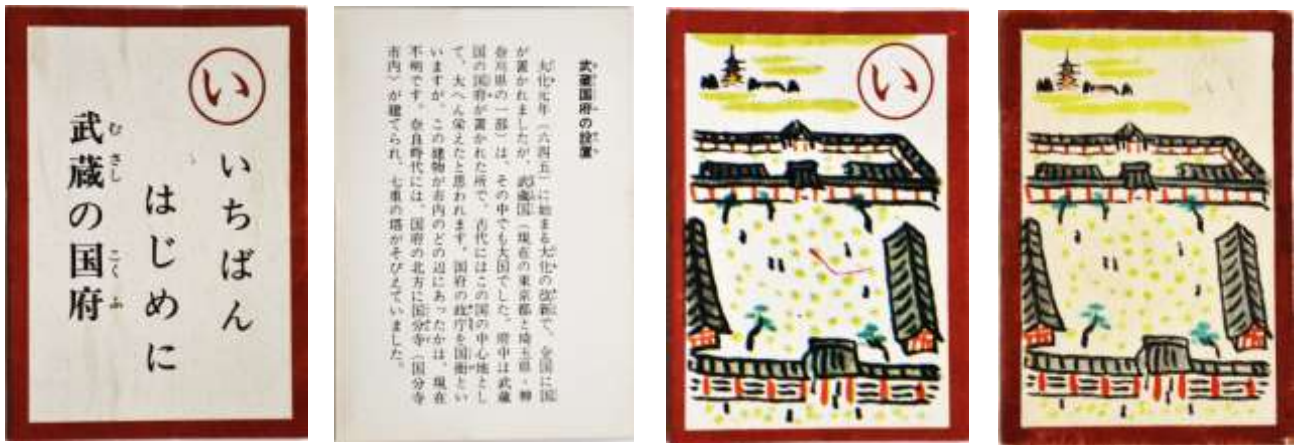 い
いちばん
はじめに
武蔵の国府
むさし こくふ
武蔵国府の設置
大化元年(六四五)に始まる大化の改新で、全国に国
が置かれましたが、武蔵国(現在の東京都と埼玉県・神
奈川県の一部)は、その中でも大国でした。府中は武蔵
国の国府が置かれた所で、古代にはこの国の中心地とし
て、大へん栄えたと思われます。国府の政庁を国衙とい
いますが、この建物が市内のどの辺にあったかは、現在
不明です。奈良時代には、国府の北方に国分寺(国分寺
市内)が建てられ、七重の塔がそびえていました。
い